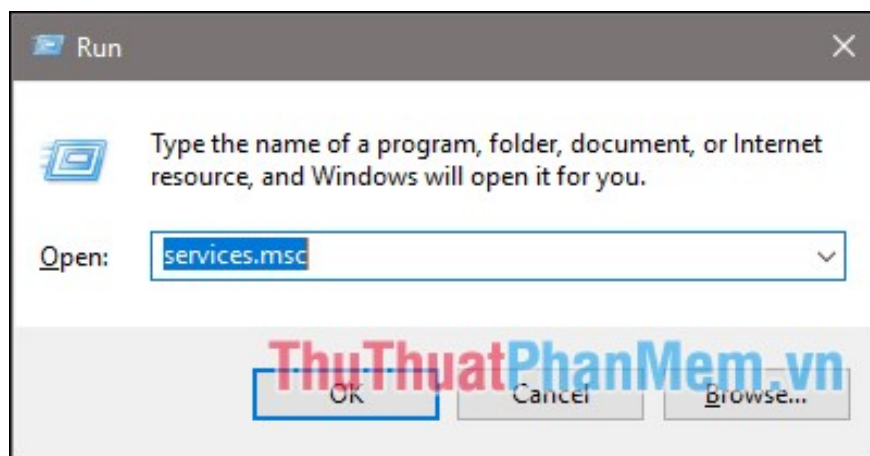 Run
Type the name of a program, folder, document, or Internet
resource, and Windows will open it for you.
Open: services.msc
ThuThuatPhanMem.vn
OK Cancel Browse...